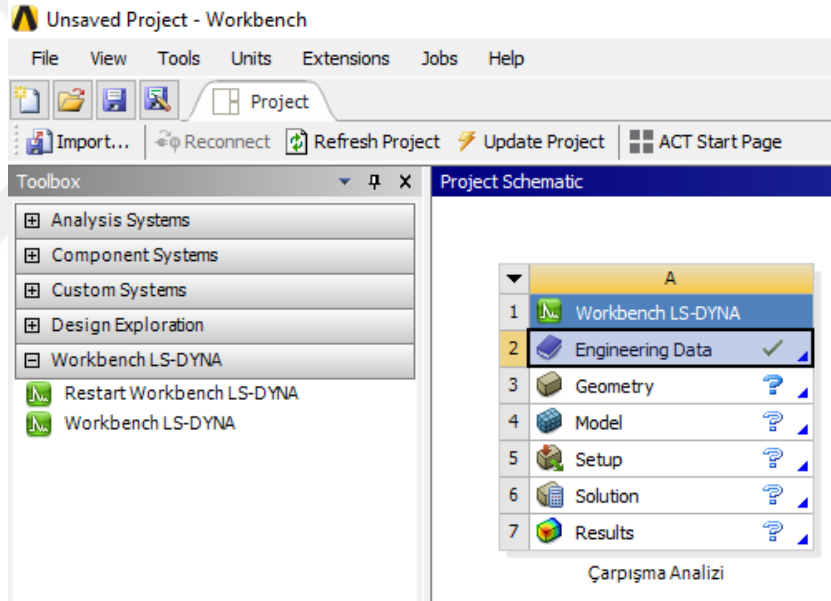 Unsaved Project - Workbench
File View Tools Units Extensions Jobs Help
Project
Import... Reconnect Refresh Project Update Project ACT Start Page
Toolbox
Analysis Systems
Component Systems
Custom Systems
Design Exploration
Workbench LS-DYNA
Restart Workbench LS-DYNA
Workbench LS-DYNA
Project Schematic
A
1 Workbench LS-DYNA
2 Engineering Data
3 Geometry
4 Model
5 Setup
6 Solution
7 Results
Çarpışma Analizi